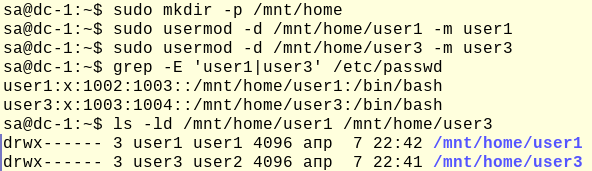 sa@dc-1:~$ sudo mkdir -p /mnt/home
sa@dc-1:~$ sudo usermod -d /mnt/home/user1 -m user1
sa@dc-1:~$ sudo usermod -d /mnt/home/user3 -m user3
sa@dc-1:~$ grep -E 'user1|user3' /etc/passwd
user1:x:1002:1003::/mnt/home/user1:/bin/bash
user3:x:1003:1004::/mnt/home/user3:/bin/bash
sa@dc-1:~$ ls -ld /mnt/home/user1 /mnt/home/user3
drwx------ 3 user1 user1 4096 апр  7 22:42 /mnt/home/user1
drwx------ 3 user3 user2 4096 апр  7 22:41 /mnt/home/user3